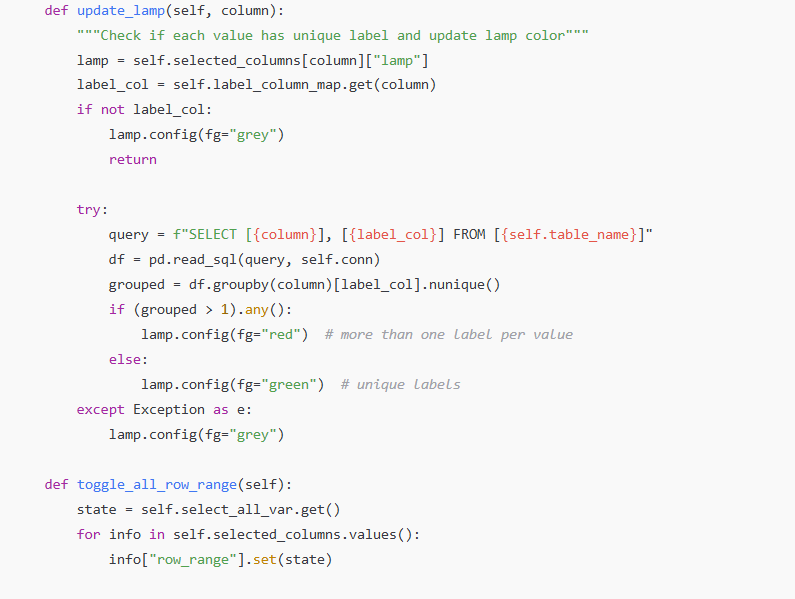 def update_lamp(self, column):
    """Check if each value has unique label and update lamp color"""
    lamp = self.selected_columns[column]["lamp"]
    label_col = self.label_column_map.get(column)
    if not label_col:
        lamp.config(fg="grey")
        return

    try:
        query = f"SELECT [{column}], [{label_col}] FROM [{self.table_name}]"
        df = pd.read_sql(query, self.conn)
        grouped = df.groupby(column)[label_col].nunique()
        if (grouped > 1).any():
            lamp.config(fg="red")  # more than one label per value
        else:
            lamp.config(fg="green")  # unique labels
    except Exception as e:
        lamp.config(fg="grey")

def toggle_all_row_range(self):
    state = self.select_all_var.get()
    for info in self.selected_columns.values():
        info["row_range"].set(state)